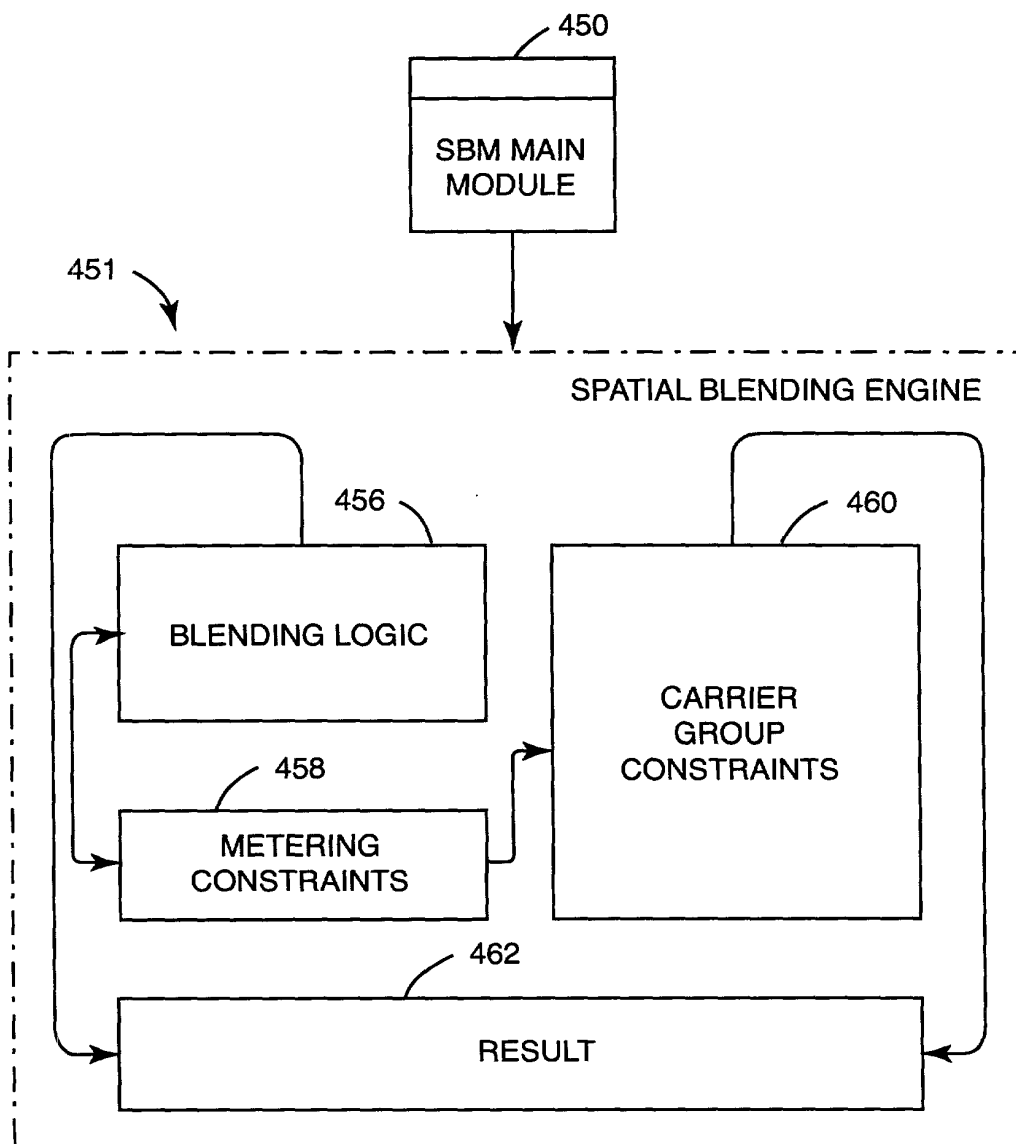 450
SBM MAIN
MODULE
451
SPATIAL BLENDING ENGINE
456
460
BLENDING LOGIC
CARRIER
GROUP
CONSTRAINTS
458
METERING
CONSTRAINTS
462
RESULT